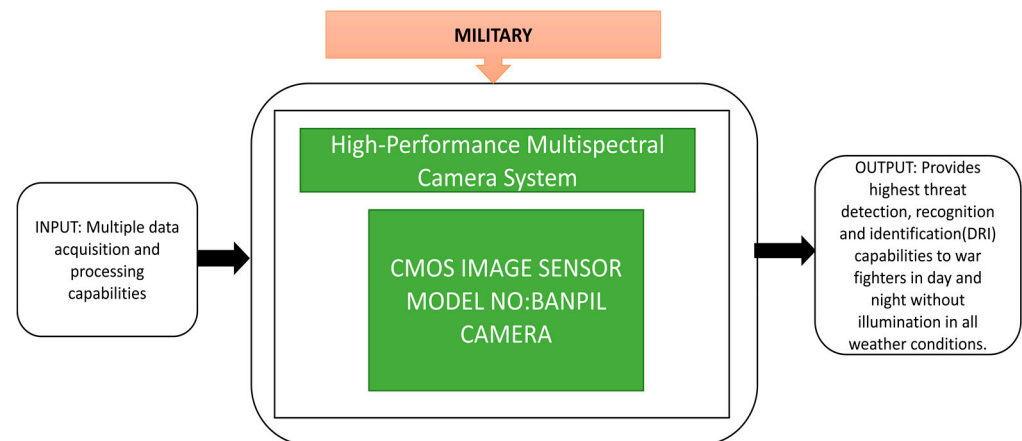 MILITARY
High-Performance Multispectral
Camera System
INPUT: Multiple data
acquisition and
processing
capabilities
CMOS IMAGE SENSOR
MODEL NO:BANPIL
CAMERA
OUTPUT: Provides
highest threat
detection, recognition
and identification(DRI)
capabilities to war
fighters in day and
night without
illumination in all
weather conditions.